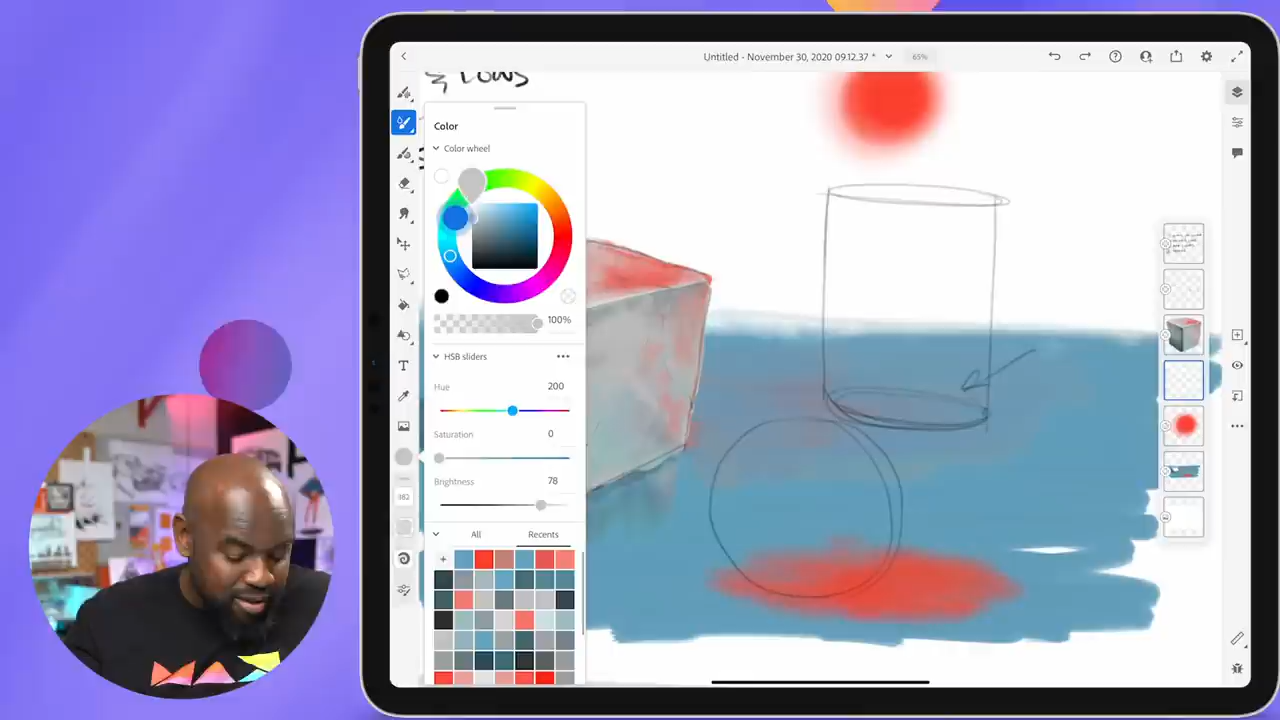 Untitled - November 30, 2020 09.12.37 *
65%
Color
Color wheel
100%
HSB sliders
Hue
200
Saturation
0
Brightness
78
All
Recents
T